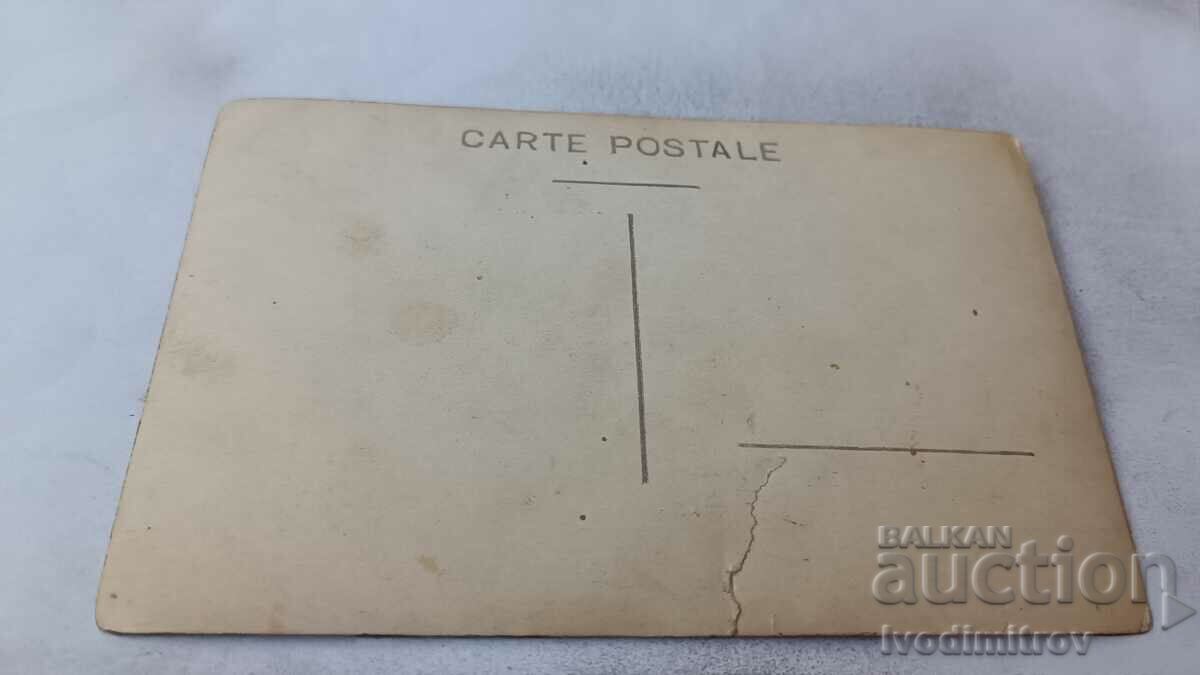 CARTE POSTALE
BALKAN
auction
Ivodimitrov